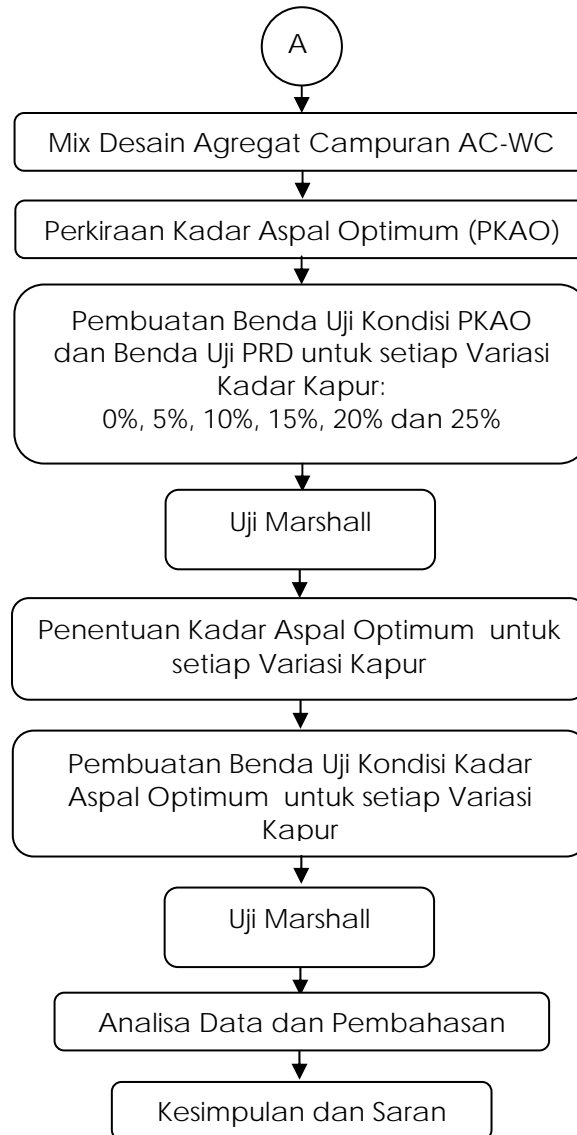 A
Mix Desain Agregat Campuran AC-WC
Perkiraan Kadar Aspal Optimum (PKAO)
Pembuatan Benda Uji Kondisi PKAO
dan Benda Uji PRD untuk setiap Variasi
Kadar Kapur:
0%, 5%, 10%, 15%, 20% dan 25%
Uji Marshall
Penentuan Kadar Aspal Optimum untuk
setiap Variasi Kapur
Pembuatan Benda Uji Kondisi Kadar
Aspal Optimum untuk setiap Variasi
Kapur
Uji Marshall
Analisa Data dan Pembahasan
Kesimpulan dan Saran